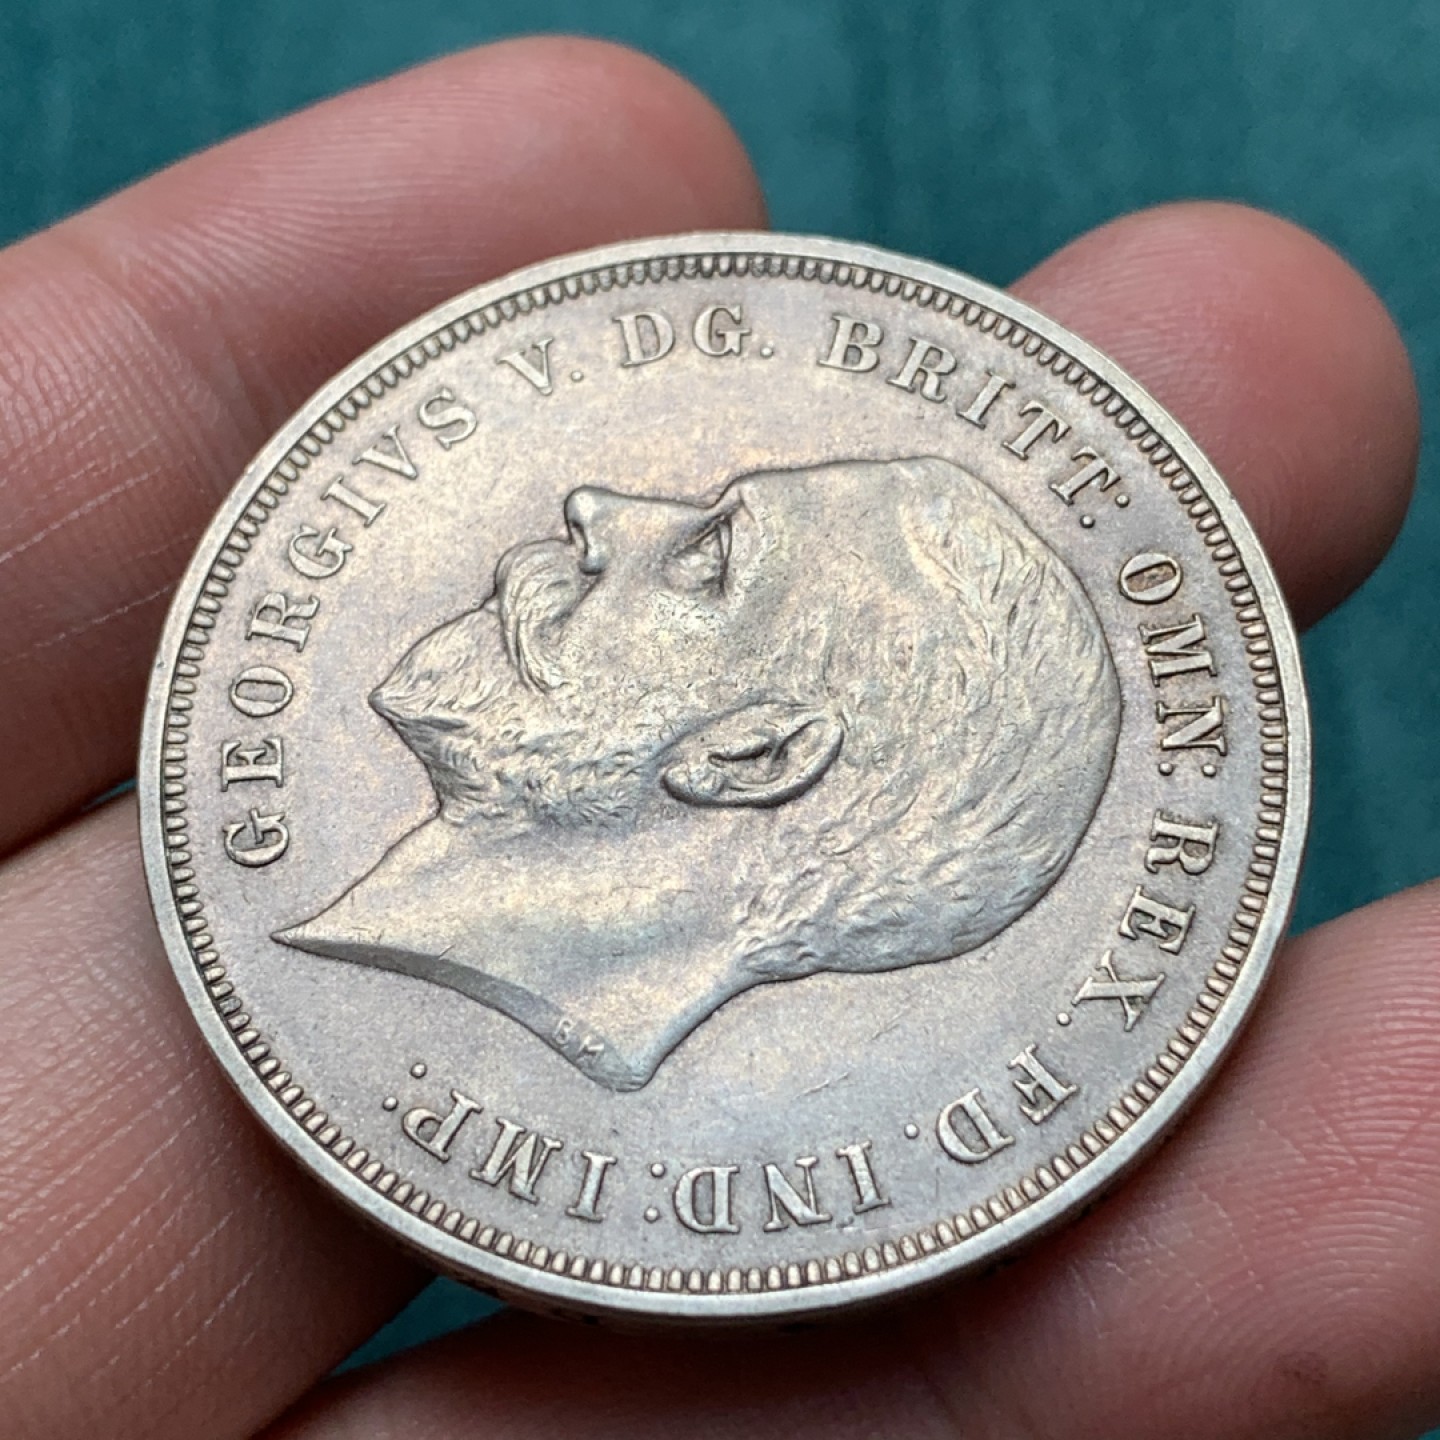 GEORGIVS V. DG. BRITT: OMN: REX. FD. IND: IMP:
BM